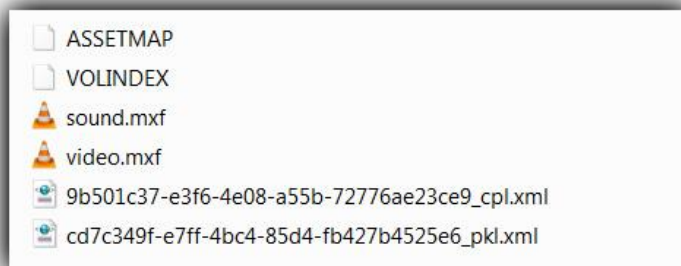 ASSETMAP
VOLINDEX
sound.mxf
video.mxf
9b501c37-e3f6-4e08-a55b-72776ae23ce9_cpl.xml
cd7c349f-e7ff-4bc4-85d4-fb427b4525e6_pkl.xml